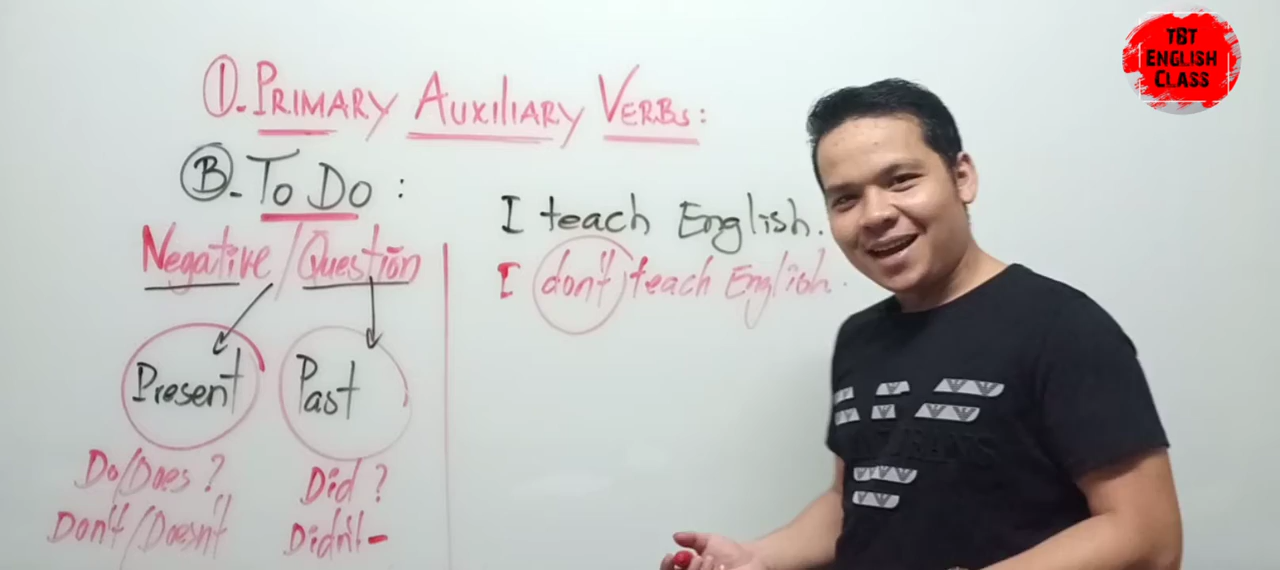 1. PRIMARY AUXILIARY VERBS:
B. To Do :
Negative / Question
Present
Past
Do/Does ?
Don't / Doesn't
Did ?
Didn't -
I teach English.
I don't teach English.
TBT
ENGLISH
CLASS